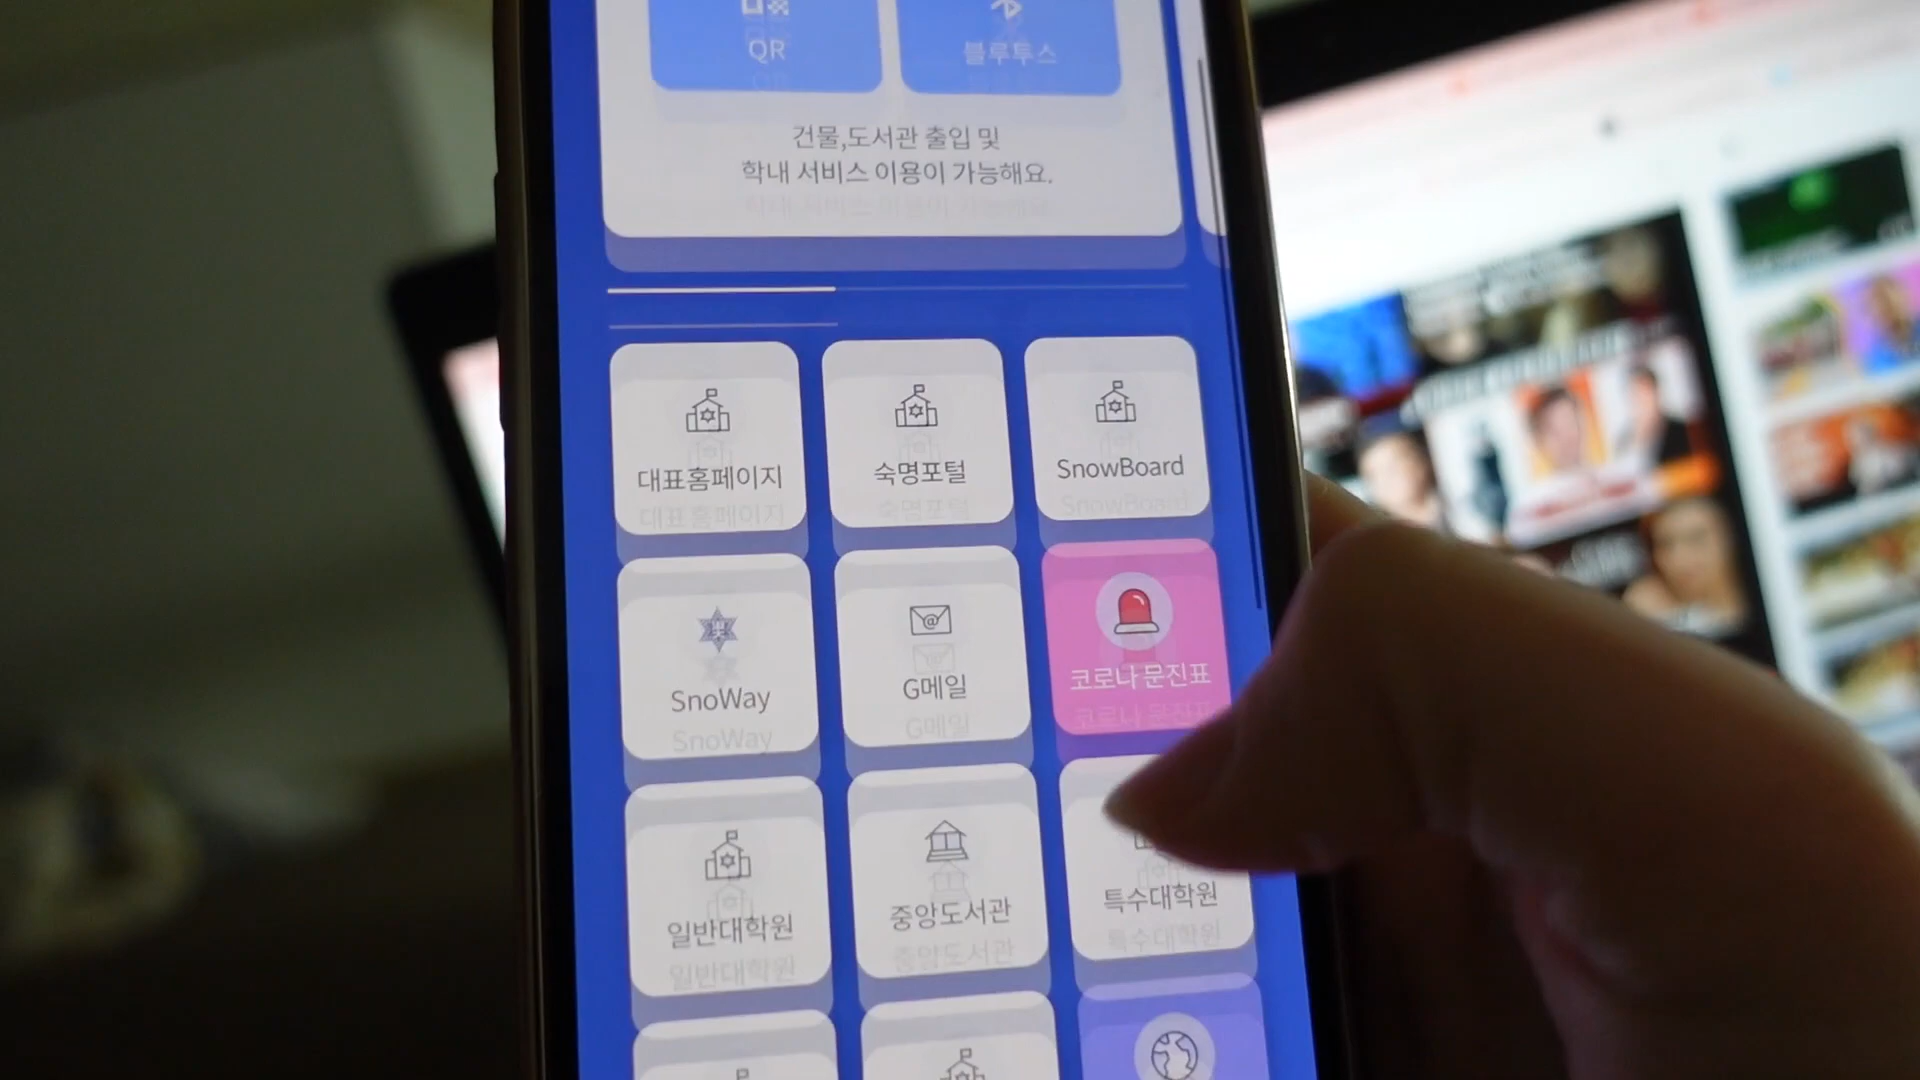 QR
블루투스
건물,도서관 출입 및
학내 서비스 이용이 가능해요.
대표홈페이지
숙명포털
SnowBoard
SnoWay
G메일
코로나 문진표
일반대학원
중앙도서관
특수대학원